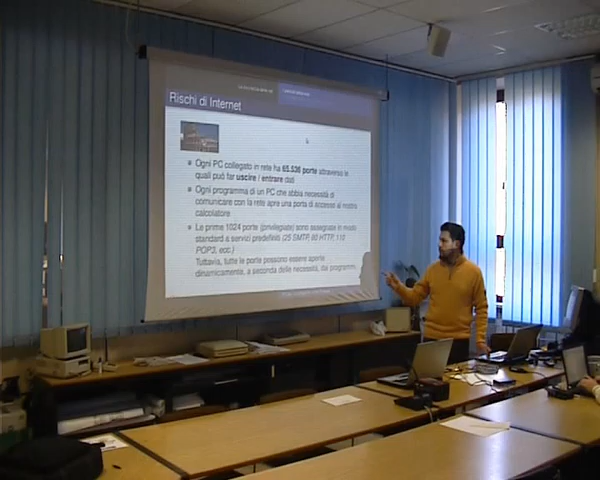 Rischi di Internet
Ogni PC collegato in rete ha 65.536 porte attraverso le
quali può far uscire / entrare dati
Ogni programma di un PC che abbia necessità di
comunicare con la rete apre una porta di accesso al nostro
calcolatore
Le prime 1024 porte (privilegiate) sono assegnate in modo
standard a servizi predefiniti (25 SMTP, 80 HTTP, 110
POP3, ecc.)
Tuttavia, tutte le porte possono essere aperte
dinamicamente, a seconda delle necessità, dai programmi,